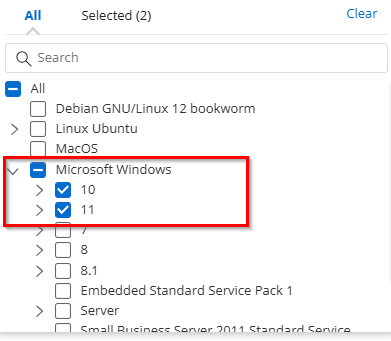 All Selected (2) Clear
Search
All
Debian GNU/Linux 12 bookworm
Linux Ubuntu
MacOS
Microsoft Windows
10
11
7
8
8.1
Embedded Standard Service Pack 1
Server
Small Business Server 2011 Standard Service